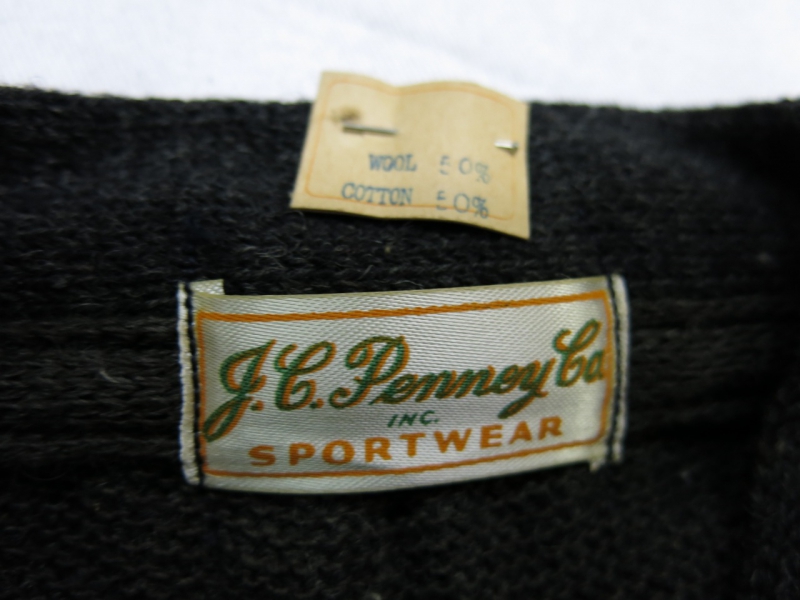 WOOL 50%
COTTON 50%
J.C. Penney Co
INC.
SPORTWEAR